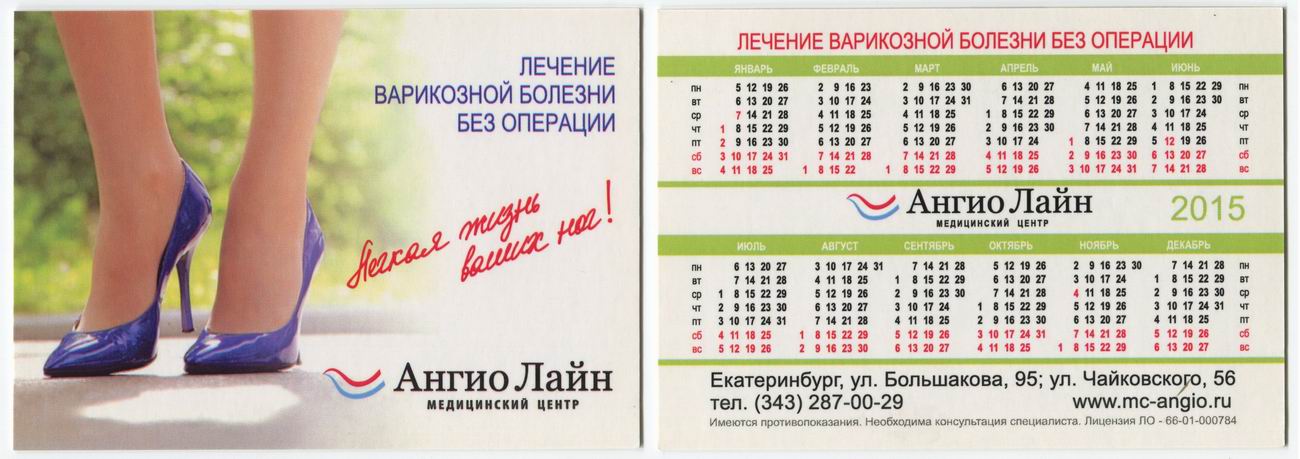 ЛЕЧЕНИЕ
ВАРИКОЗНОЙ БОЛЕЗНИ
БЕЗ ОПЕРАЦИИ
Легкая жизнь
ваших ног!
Ангио Лайн
МЕДИЦИНСКИЙ ЦЕНТР
ЛЕЧЕНИЕ ВАРИКОЗНОЙ БОЛЕЗНИ БЕЗ ОПЕРАЦИИ
ЯНВАРЬ ФЕВРАЛЬ МАРТ АПРЕЛЬ МАЙ ИЮНЬ
пн 5 12 19 26 2 9 16 23 2 9 16 23 30 6 13 20 27 4 11 18 25 1 8 15 22 29 пн
вт 6 13 20 27 3 10 17 24 3 10 17 24 31 7 14 21 28 5 12 19 26 2 9 16 23 30 вт
ср 7 14 21 28 4 11 18 25 4 11 18 25 1 8 15 22 29 6 13 20 27 3 10 17 24 ср
чт 1 8 15 22 29 5 12 19 26 5 12 19 26 2 9 16 23 30 7 14 21 28 4 11 18 25 чт
пт 2 9 16 23 30 6 13 20 27 6 13 20 27 3 10 17 24 1 8 15 22 29 5 12 19 26 пт
сб 3 10 17 24 31 7 14 21 28 7 14 21 28 4 11 18 25 2 9 16 23 30 6 13 20 27 сб
вс 4 11 18 25 1 8 15 22 1 8 15 22 29 5 12 19 26 3 10 17 24 31 7 14 21 28 вс
Ангио Лайн 2015
МЕДИЦИНСКИЙ ЦЕНТР
ИЮЛЬ АВГУСТ СЕНТЯБРЬ ОКТЯБРЬ НОЯБРЬ ДЕКАБРЬ
пн 6 13 20 27 3 10 17 24 31 7 14 21 28 5 12 19 26 2 9 16 23 30 7 14 21 28 пн
вт 7 14 21 28 4 11 18 25 1 8 15 22 29 6 13 20 27 3 10 17 24 1 8 15 22 29 вт
ср 1 8 15 22 29 5 12 19 26 2 9 16 23 30 7 14 21 28 4 11 18 25 2 9 16 23 30 ср
чт 2 9 16 23 30 6 13 20 27 3 10 17 24 1 8 15 22 29 5 12 19 26 3 10 17 24 31 чт
пт 3 10 17 24 31 7 14 21 28 4 11 18 25 2 9 16 23 30 6 13 20 27 4 11 18 25 пт
сб 4 11 18 25 1 8 15 22 29 5 12 19 26 3 10 17 24 31 7 14 21 28 5 12 19 26 сб
вс 5 12 19 26 2 9 16 23 30 6 13 20 27 4 11 18 25 1 8 15 22 29 6 13 20 27 вс
Екатеринбург, ул. Большакова, 95; ул. Чайковского, 56
тел. (343) 287-00-29 www.mc-angio.ru
Имеются противопоказания. Необходима консультация специалиста. Лицензия ЛО - 66-01-000784